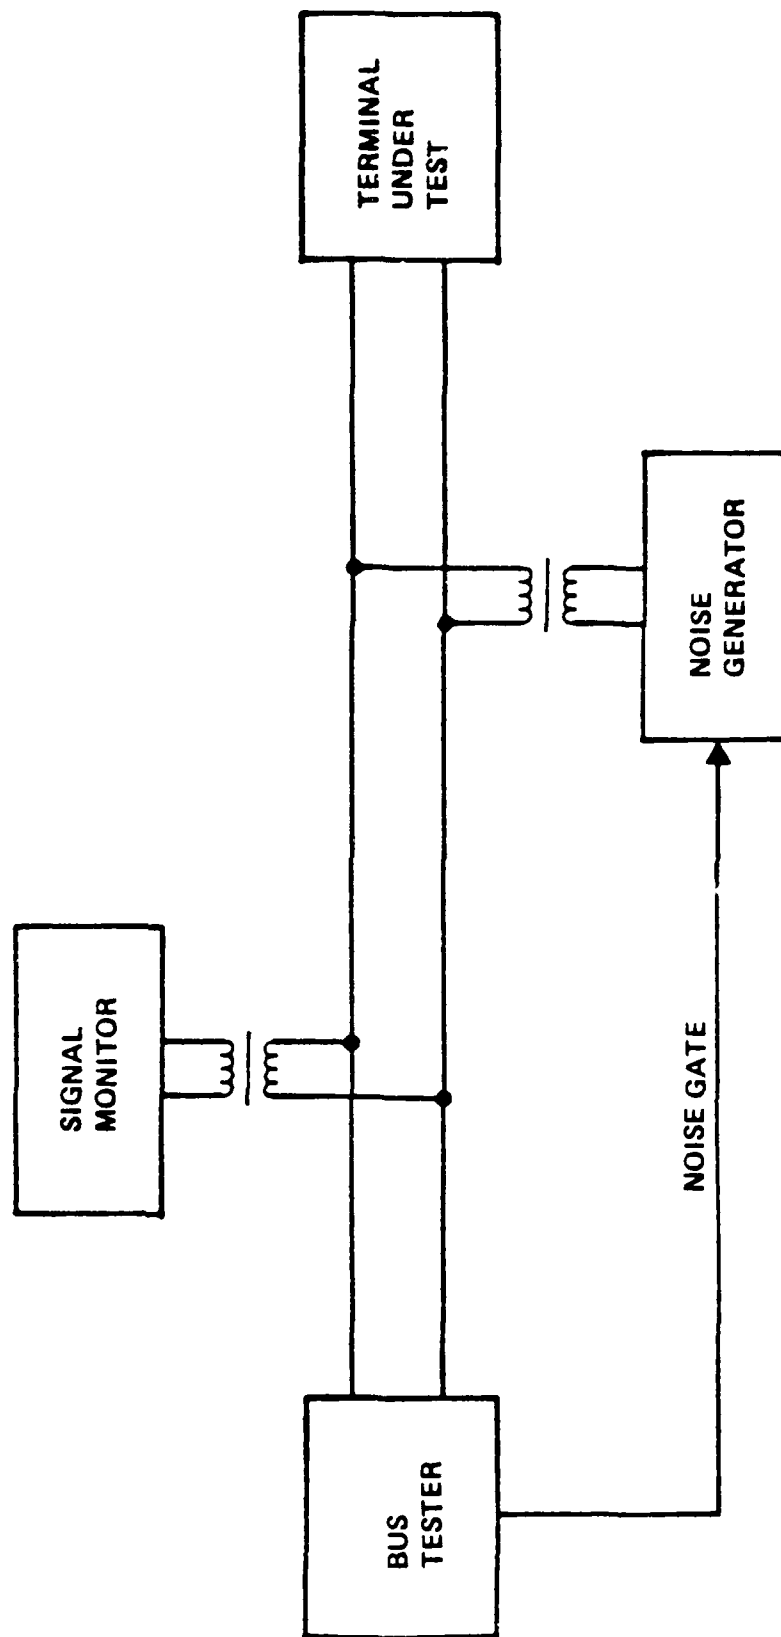 SIGNAL
MONITOR
BUS
TESTER
TERMINAL
UNDER
TEST
NOISE GATE
NOISE
GENERATOR